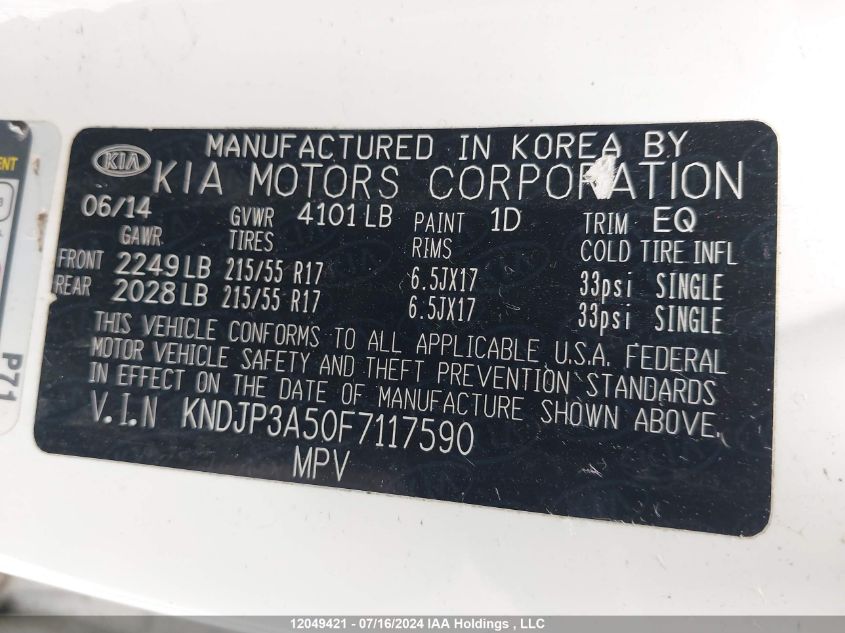 MANUFACTURED IN KOREA BY
KIA KIA MOTORS CORPORATION
06/14 GVWR 4101 LB PAINT 1D TRIM EQ
GAWR TIRES RIMS COLD TIRE INFL
FRONT 2249 LB 215/55 R17 6.5JX17 33psi SINGLE
REAR 2028 LB 215/55 R17 6.5JX17 33psi SINGLE
THIS VEHICLE CONFORMS TO ALL APPLICABLE U.S.A. FEDERAL
MOTOR VEHICLE SAFETY AND THEFT PREVENTION STANDARDS
IN EFFECT ON THE DATE OF MANUFACTURE SHOWN ABOVE.
V.I.N KNDJP3A50F7117590
MPV
P71
12049421 - 07/16/2024 IAA Holdings , LLC